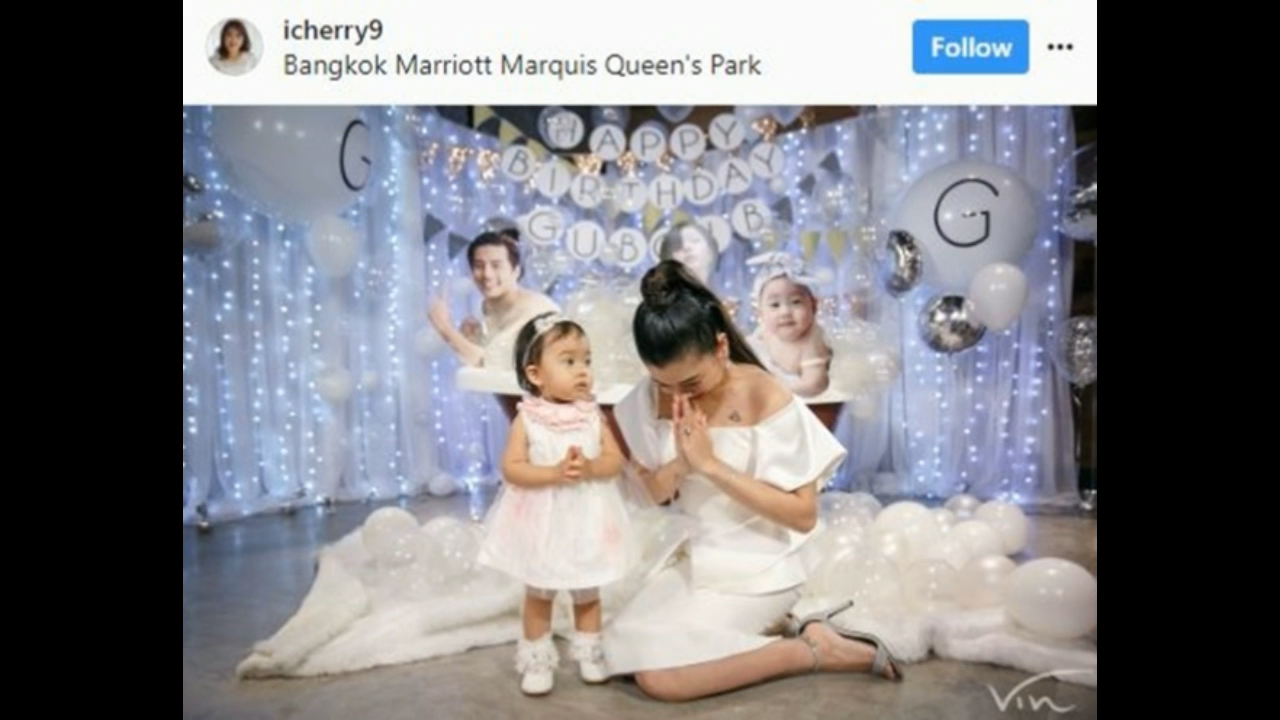 icherry9
Bangkok Marriott Marquis Queen's Park
Follow
HAPPY
BIRTHDAY
G
G
Vin